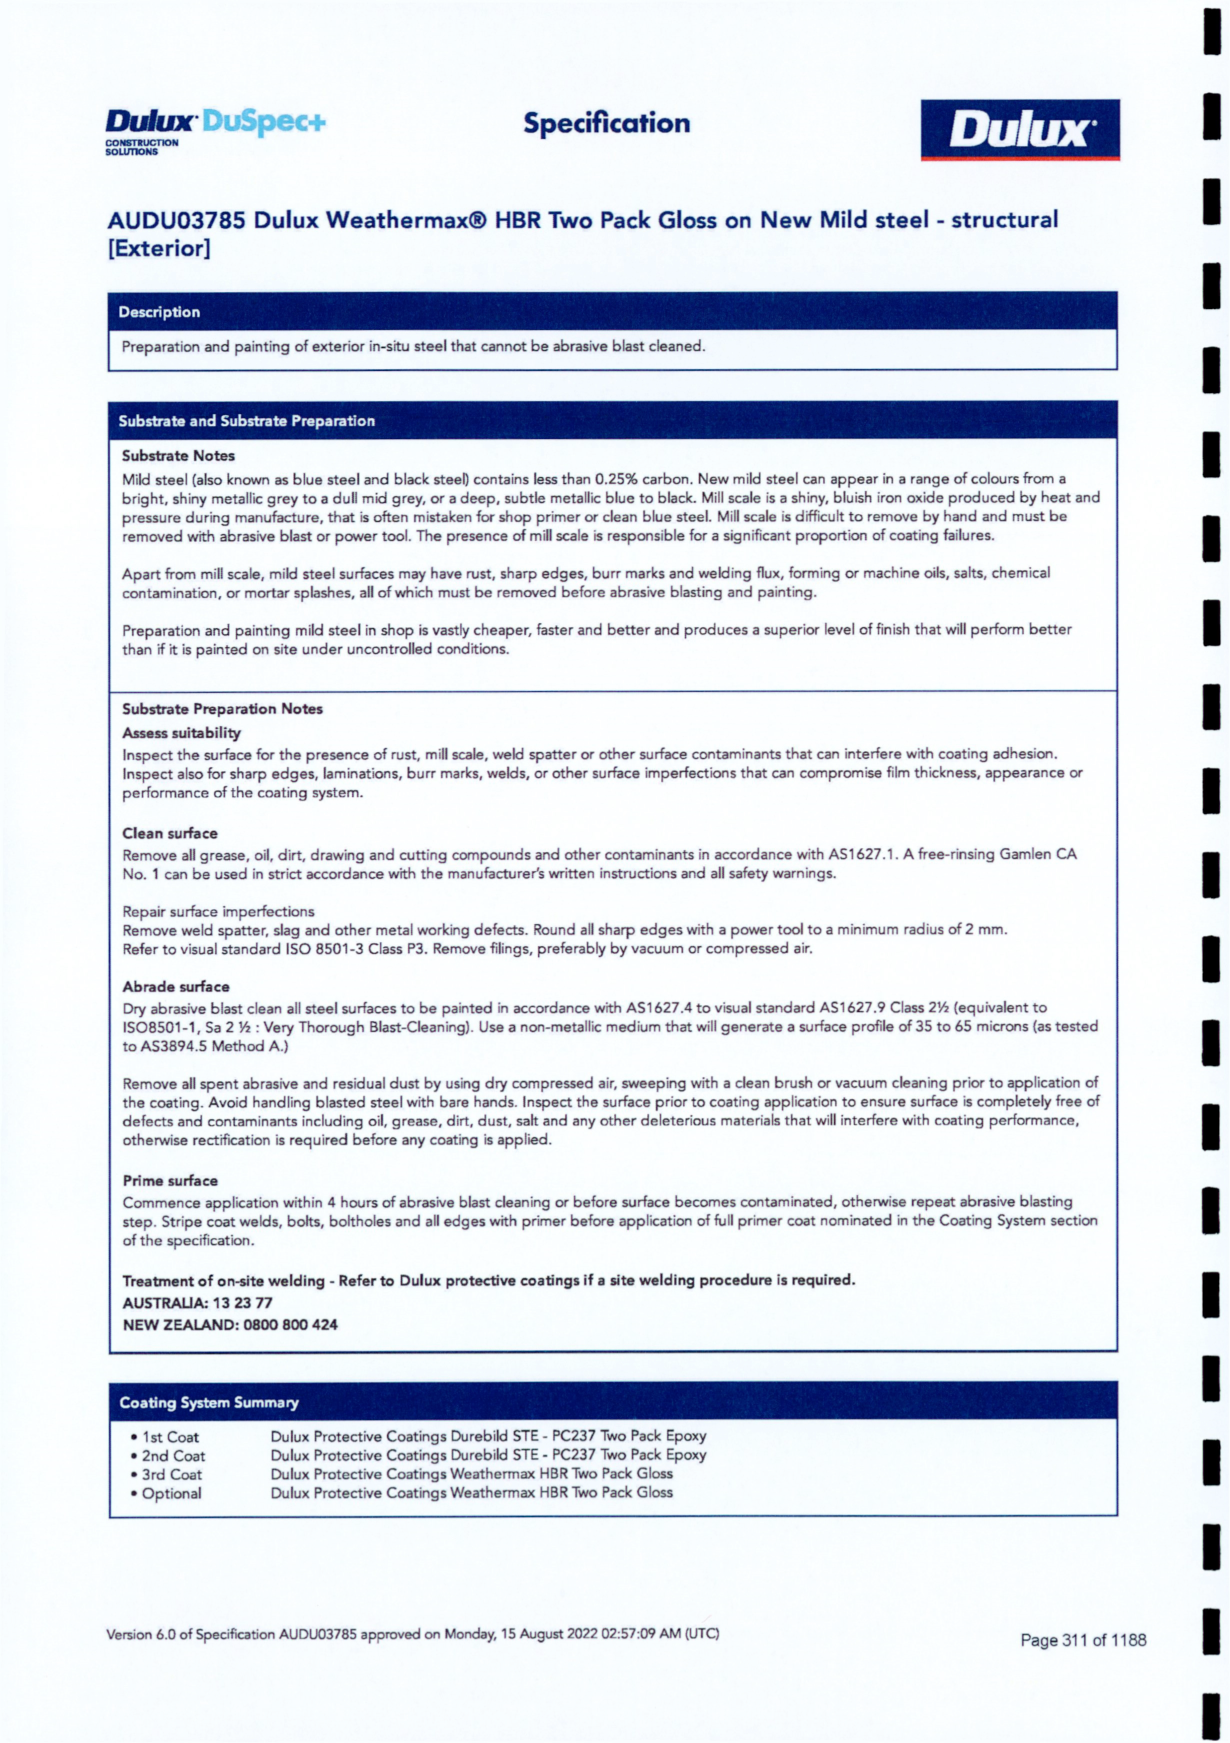 Dulux DuSpec+
CONSTRUCTION
SOLUTIONS
Specification
Dulux
AUDU03785 Dulux Weathermax® HBR Two Pack Gloss on New Mild steel - structural
[Exterior]
Description
Preparation and painting of exterior in-situ steel that cannot be abrasive blast cleaned.
Substrate and Substrate Preparation
Substrate Notes
Mild steel (also known as blue steel and black steel) contains less than 0.25% carbon. New mild steel can appear in a range of colours from a
bright, shiny metallic grey to a dull mid grey, or a deep, subtle metallic blue to black. Mill scale is a shiny, bluish iron oxide produced by heat and
pressure during manufacture, that is often mistaken for shop primer or clean blue steel. Mill scale is difficult to remove by hand and must be
removed with abrasive blast or power tool. The presence of mill scale is responsible for a significant proportion of coating failures.
Apart from mill scale, mild steel surfaces may have rust, sharp edges, burr marks and welding flux, forming or machine oils, salts, chemical
contamination, or mortar splashes, all of which must be removed before abrasive blasting and painting.
Preparation and painting mild steel in shop is vastly cheaper, faster and better and produces a superior level of finish that will perform better
than if it is painted on site under uncontrolled conditions.
Substrate Preparation Notes
Assess suitability
Inspect the surface for the presence of rust, mill scale, weld spatter or other surface contaminants that can interfere with coating adhesion.
Inspect also for sharp edges, laminations, burr marks, welds, or other surface imperfections that can compromise film thickness, appearance or
performance of the coating system.
Clean surface
Remove all grease, oil, dirt, drawing and cutting compounds and other contaminants in accordance with AS1627.1. A free-rinsing Gamlen CA
No. 1 can be used in strict accordance with the manufacturer's written instructions and all safety warnings.
Repair surface imperfections
Remove weld spatter, slag and other metal working defects. Round all sharp edges with a power tool to a minimum radius of 2 mm.
Refer to visual standard ISO 8501-3 Class P3. Remove filings, preferably by vacuum or compressed air.
Abrade surface
Dry abrasive blast clean all steel surfaces to be painted in accordance with AS1627.4 to visual standard AS1627.9 Class 2½ (equivalent to
ISO8501-1, Sa 2 ½ : Very Thorough Blast-Cleaning). Use a non-metallic medium that will generate a surface profile of 35 to 65 microns (as tested
to AS3894.5 Method A.)
Remove all spent abrasive and residual dust by using dry compressed air, sweeping with a clean brush or vacuum cleaning prior to application of
the coating. Avoid handling blasted steel with bare hands. Inspect the surface prior to coating application to ensure surface is completely free of
defects and contaminants including oil, grease, dirt, dust, salt and any other deleterious materials that will interfere with coating performance,
otherwise rectification is required before any coating is applied.
Prime surface
Commence application within 4 hours of abrasive blast cleaning or before surface becomes contaminated, otherwise repeat abrasive blasting
step. Stripe coat welds, bolts, boltholes and all edges with primer before application of full primer coat nominated in the Coating System section
of the specification.
Treatment of on-site welding - Refer to Dulux protective coatings if a site welding procedure is required.
AUSTRALIA: 13 23 77
NEW ZEALAND: 0800 800 424
Coating System Summary
• 1st Coat Dulux Protective Coatings Durebild STE - PC237 Two Pack Epoxy
• 2nd Coat Dulux Protective Coatings Durebild STE - PC237 Two Pack Epoxy
• 3rd Coat Dulux Protective Coatings Weathermax HBR Two Pack Gloss
• Optional Dulux Protective Coatings Weathermax HBR Two Pack Gloss
Version 6.0 of Specification AUDU03785 approved on Monday, 15 August 2022 02:57:09 AM (UTC)
Page 311 of 1188